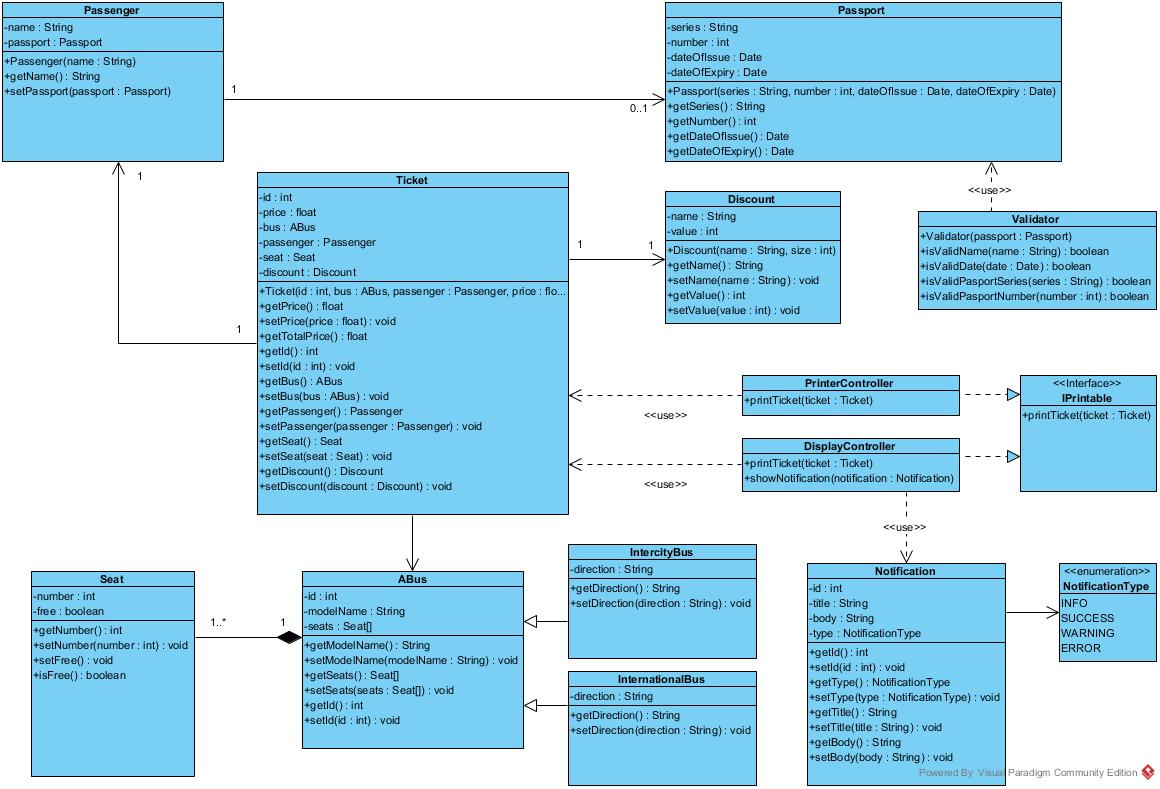 Passenger
-name : String
-passport : Passport
+Passenger(name : String)
+getName() : String
+setPassport(passport : Passport)
Passport
-series : String
-number : int
-dateOfIssue : Date
-dateOfExpiry : Date
+Passport(series : String, number : int, dateOfIssue : Date, dateOfExpiry : Date)
+getSeries() : String
+getNumber() : int
+getDateOfIssue() : Date
+getDateOfExpiry() : Date
1
0..1
1
1
Ticket
-id : int
-price : float
-bus : ABus
-passenger : Passenger
-seat : Seat
-discount : Discount
+Ticket(id : int, bus : ABus, passenger : Passenger, price : flo...
+getPrice() : float
+setPrice(price : float) : void
+getTotalPrice() : float
+getId() : int
+setId(id : int) : void
+getBus() : ABus
+setBus(bus : ABus) : void
+getPassenger() : Passenger
+setPassenger(passenger : Passenger) : void
+getSeat() : Seat
+setSeat(seat : Seat) : void
+getDiscount() : Discount
+setDiscount(discount : Discount) : void
1
1
Discount
-name : String
-value : int
+Discount(name : String, size : int)
+getName() : String
+setName(name : String) : void
+getValue() : int
+setValue(value : int) : void
<<use>>
Validator
+Validator(passport : Passport)
+isValidName(name : String) : boolean
+isValidDate(date : Date) : boolean
+isValidPasportSeries(series : String) : boolean
+isValidPasportNumber(number : int) : boolean
<<use>>
PrinterController
+printTicket(ticket : Ticket)
<<Interface>>
IPrintable
+printTicket(ticket : Ticket)
<<use>>
DisplayController
+printTicket(ticket : Ticket)
+showNotification(notification : Notification)
<<use>>
Seat
-number : int
-free : boolean
+getNumber() : int
+setNumber(number : int) : void
+setFree() : void
+isFree() : boolean
1..*
1
ABus
-id : int
-modelName : String
-seats : Seat[]
+getModelName() : String
+setModelName(modelName : String) : void
+getSeats() : Seat[]
+setSeats(seats : Seat[]) : void
+getId() : int
+setId(id : int) : void
IntercityBus
-direction : String
+getDirection() : String
+setDirection(direction : String) : void
InternationalBus
-direction : String
+getDirection() : String
+setDirection(direction : String) : void
Notification
-id : int
-title : String
-body : String
-type : NotificationType
+getId() : int
+setId(id : int) : void
+getType() : NotificationType
+setType(type : NotificationType) : void
+getTitle() : String
+setTitle(title : String) : void
+getBody() : String
+setBody(body : String) : void
<<enumeration>>
NotificationType
INFO
SUCCESS
WARNING
ERROR
Powered By Visual Paradigm Community Edition